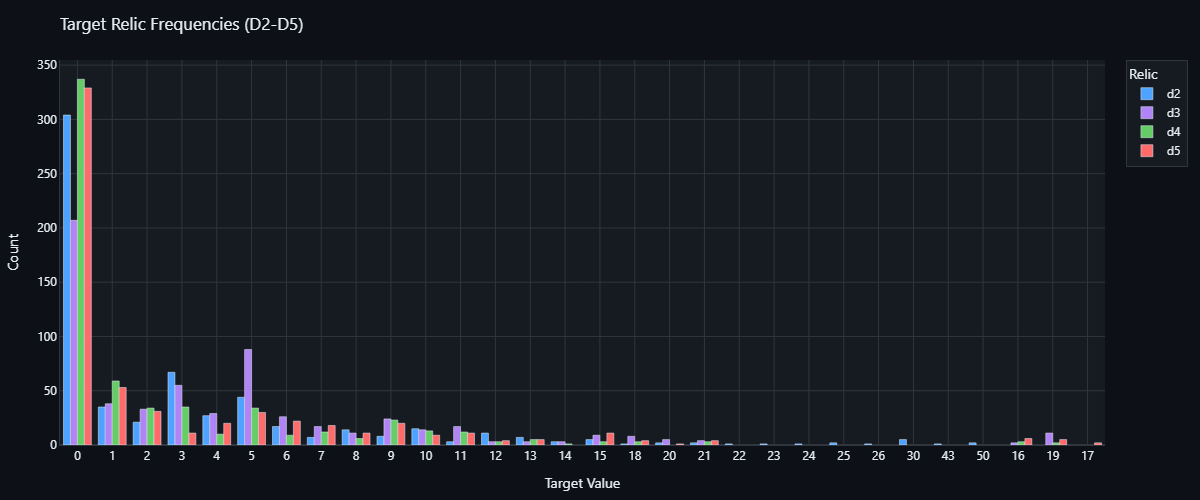 Target Relic Frequencies (D2-D5)
Relic
d2
d3
d4
d5
Count
350
300
250
200
150
100
50
0
0 1 2 3 4 5 6 7 8 9 10 11 12 13 14 15 18 20 21 22 23 24 25 26 30 43 50 16 19 17
Target Value